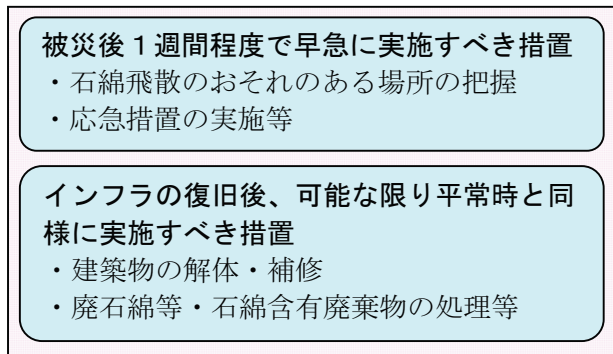 被災後１週間程度で早急に実施すべき措置
・石綿飛散のおそれのある場所の把握
・応急措置の実施等
インフラの復旧後、可能な限り平常時と同
様に実施すべき措置
・建築物の解体・補修
・廃石綿等・石綿含有廃棄物の処理等